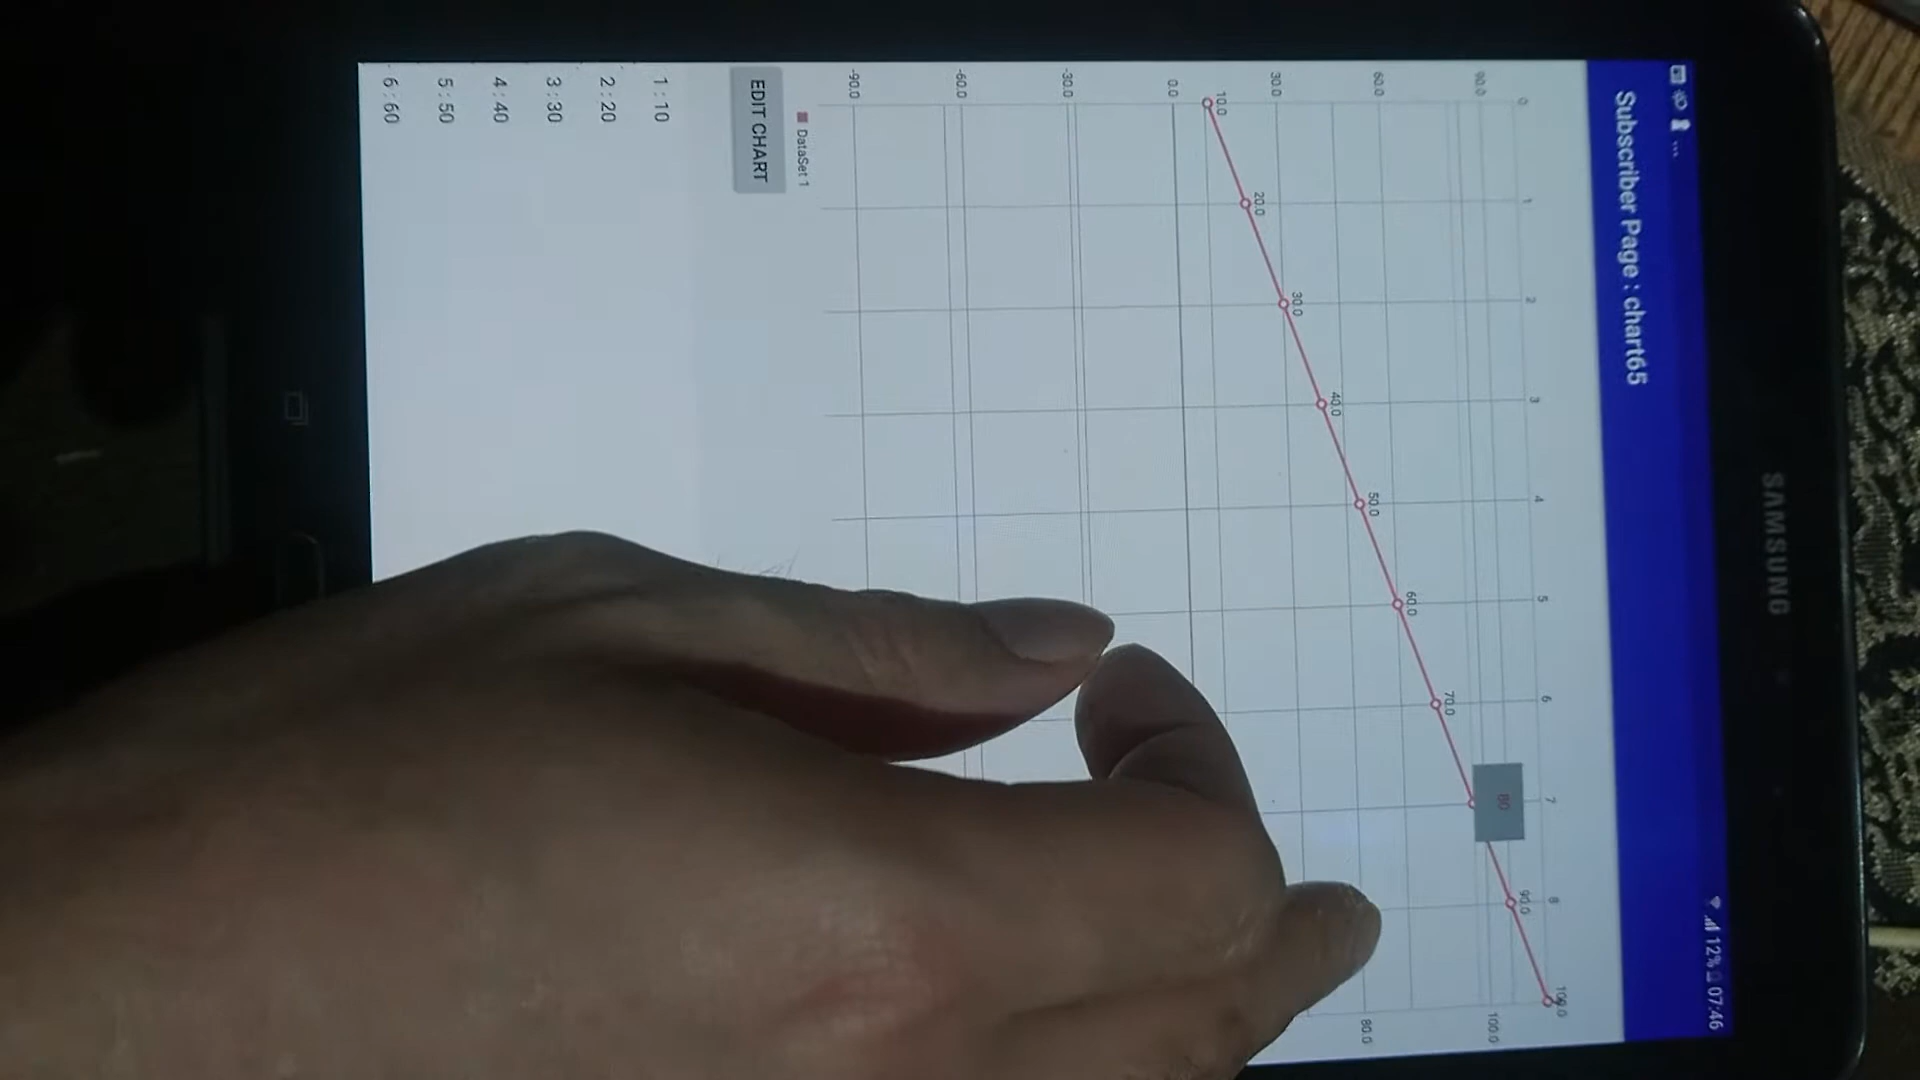 SAMSUNG
... 12% 07:46
Subscriber Page : chart65
0 1 2 3 4 5 6 7 8
90.0
60.0
30.0
0.0
-30.0
-60.0
-90.0
10.0 20.0 30.0 40.0 50.0 60.0 70.0 80 90.0 100.0
100.0
80.0
DataSet 1
EDIT CHART
1 : 10
2 : 20
3 : 30
4 : 40
5 : 50
6 : 60